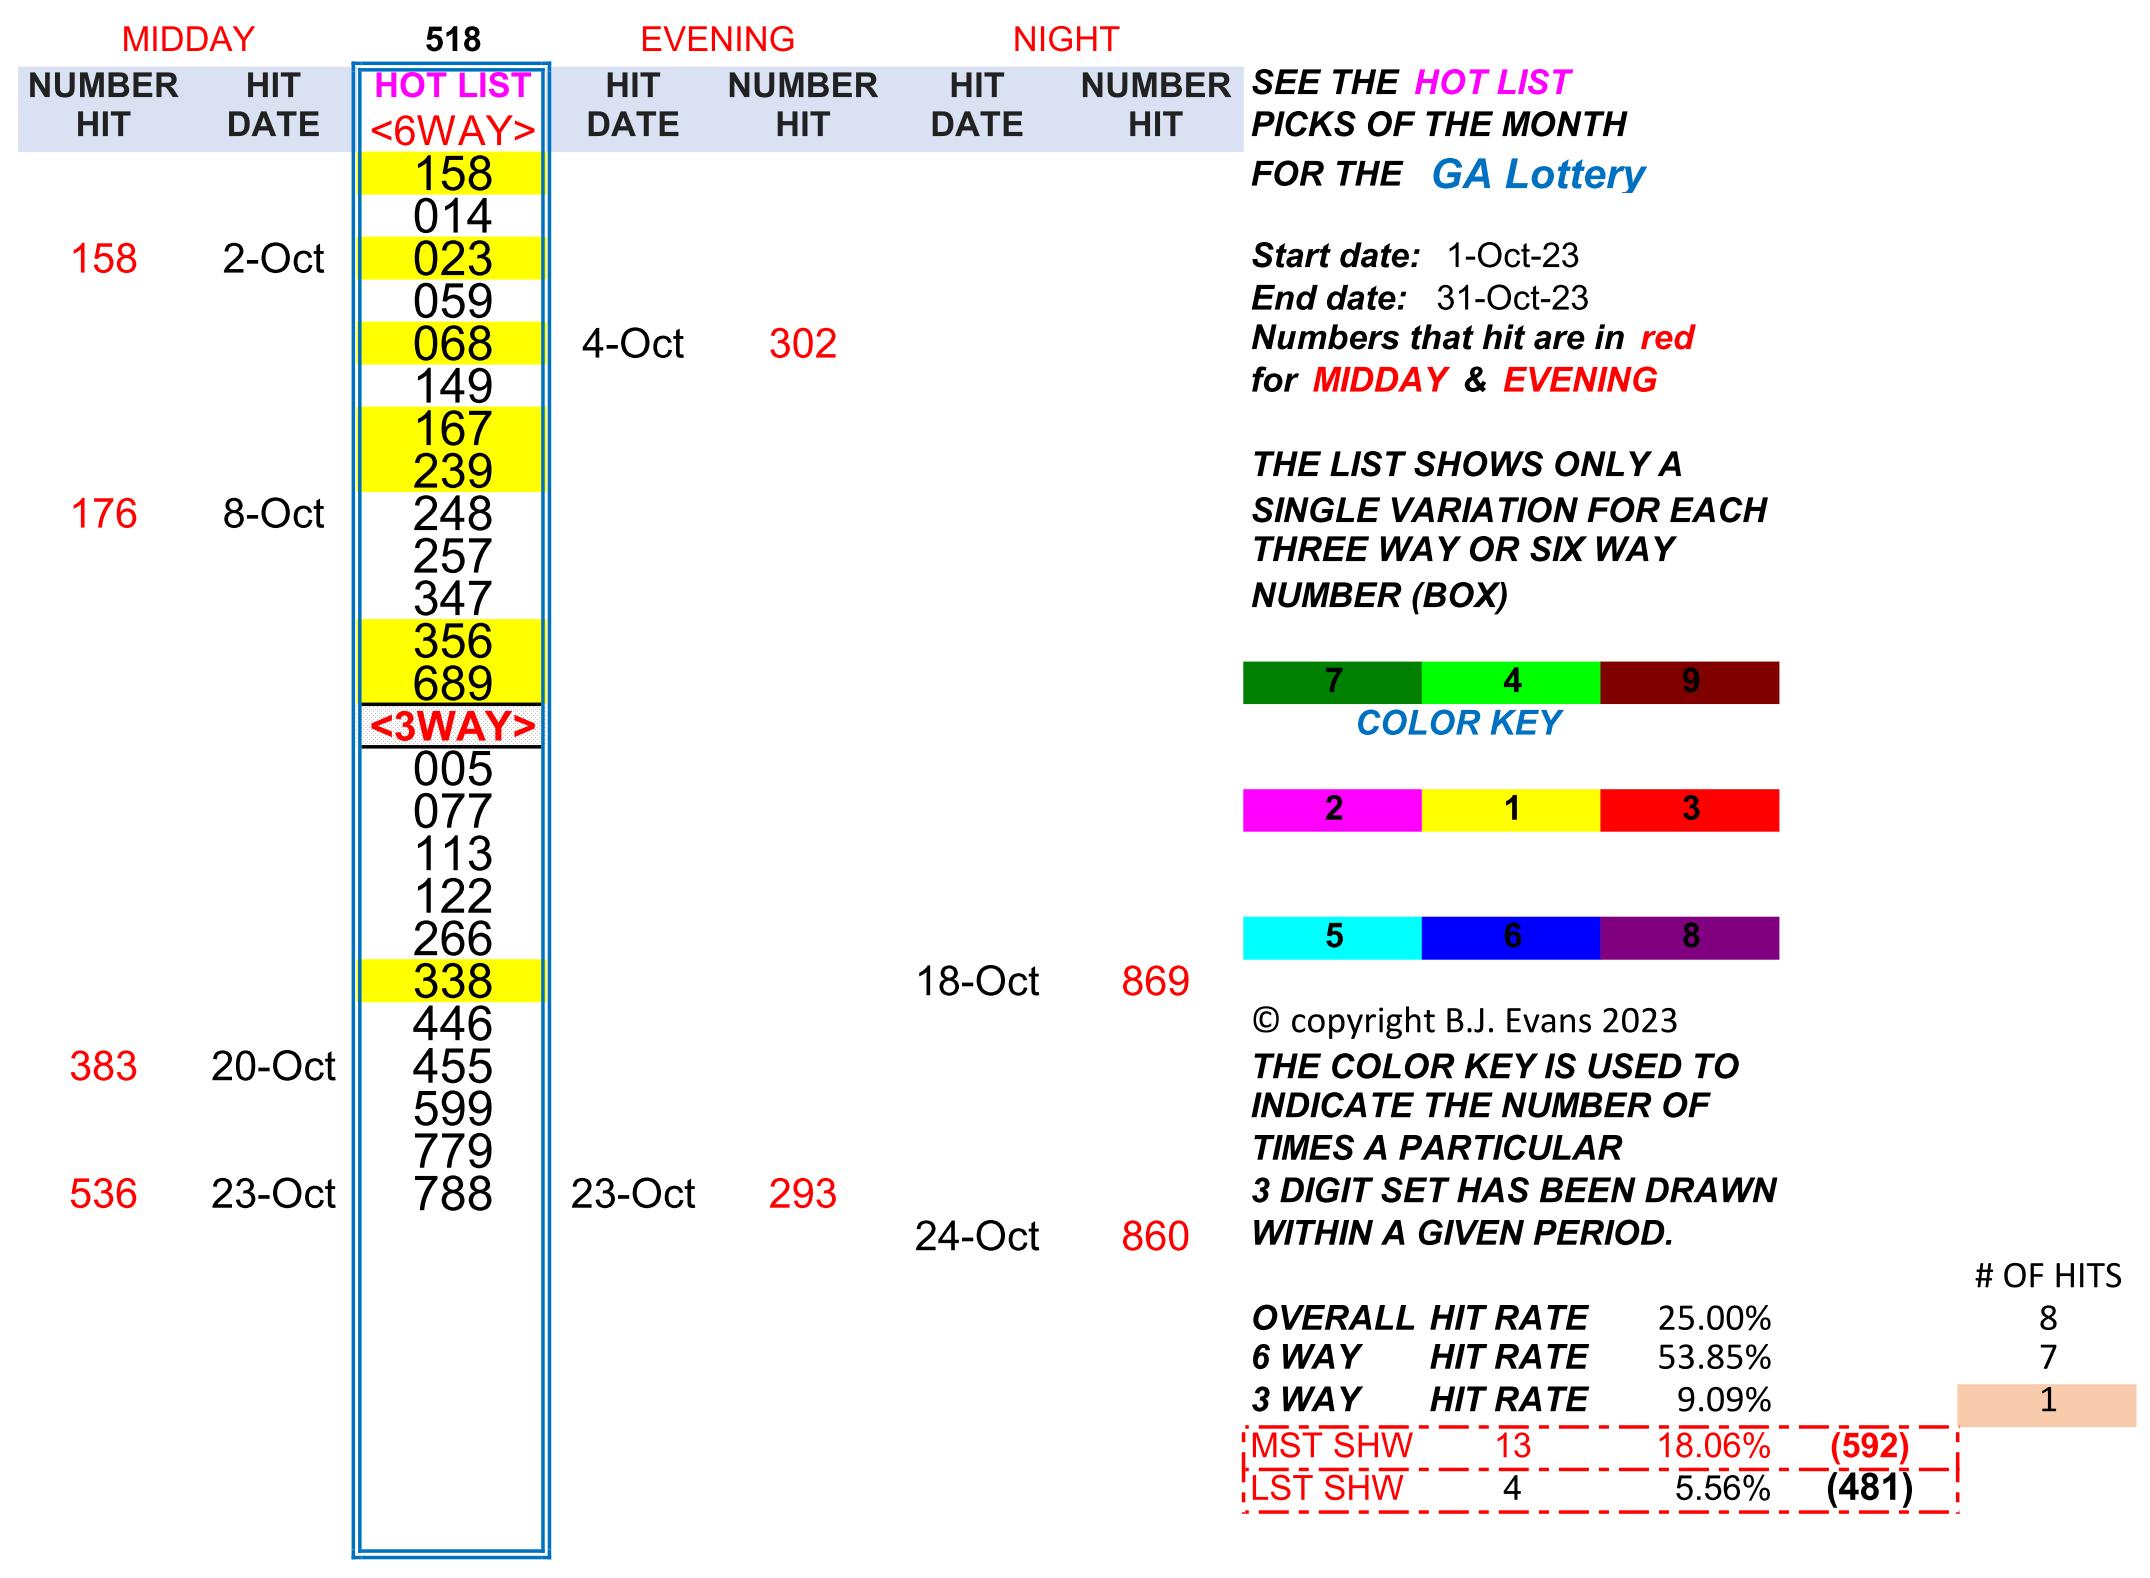 MIDDAY 518 EVENING NIGHT
NUMBER HIT HOT LIST HIT NUMBER HIT NUMBER SEE THE HOT LIST
HIT DATE <6WAY> DATE HIT DATE HIT PICKS OF THE MONTH
158 FOR THE GA Lottery
014
158 2-Oct 023 Start date: 1-Oct-23
059 End date: 31-Oct-23
068 4-Oct 302 Numbers that hit are in red
149 for MIDDAY & EVENING
167
239 THE LIST SHOWS ONLY A
176 8-Oct 248 SINGLE VARIATION FOR EACH
257 THREE WAY OR SIX WAY
347 NUMBER (BOX)
356
689 7 4 9
<3WAY> COLOR KEY
005
077 2 1 3
113
122
266 5 6 8
338 18-Oct 869
446 © copyright B.J. Evans 2023
383 20-Oct 455 THE COLOR KEY IS USED TO
599 INDICATE THE NUMBER OF
779 TIMES A PARTICULAR
536 23-Oct 788 23-Oct 293 3 DIGIT SET HAS BEEN DRAWN
24-Oct 860 WITHIN A GIVEN PERIOD.
# OF HITS
OVERALL HIT RATE 25.00% 8
6 WAY HIT RATE 53.85% 7
3 WAY HIT RATE 9.09% 1
MST SHW 13 18.06% (592)
LST SHW 4 5.56% (481)